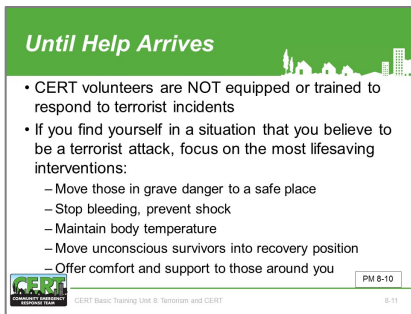 Until Help Arrives
• CERT volunteers are NOT equipped or trained to
respond to terrorist incidents
• If you find yourself in a situation that you believe to
be a terrorist attack, focus on the most lifesaving
interventions:
– Move those in grave danger to a safe place
– Stop bleeding, prevent shock
– Maintain body temperature
– Move unconscious survivors into recovery position
– Offer comfort and support to those around you
PM 8-10
CERT
COMMUNITY EMERGENCY
RESPONSE TEAM
CERT Basic Training Unit 8: Terrorism and CERT
8-11